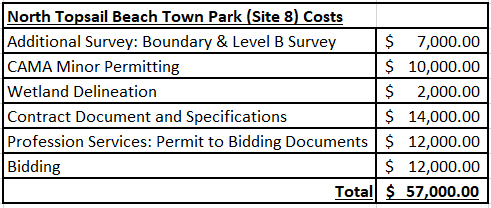 North Topsail Beach Town Park (Site 8) Costs
Additional Survey: Boundary & Level B Survey $ 7,000.00
CAMA Minor Permitting $ 10,000.00
Wetland Delineation $ 2,000.00
Contract Document and Specifications $ 14,000.00
Profession Services: Permit to Bidding Documents $ 12,000.00
Bidding $ 12,000.00
Total $ 57,000.00